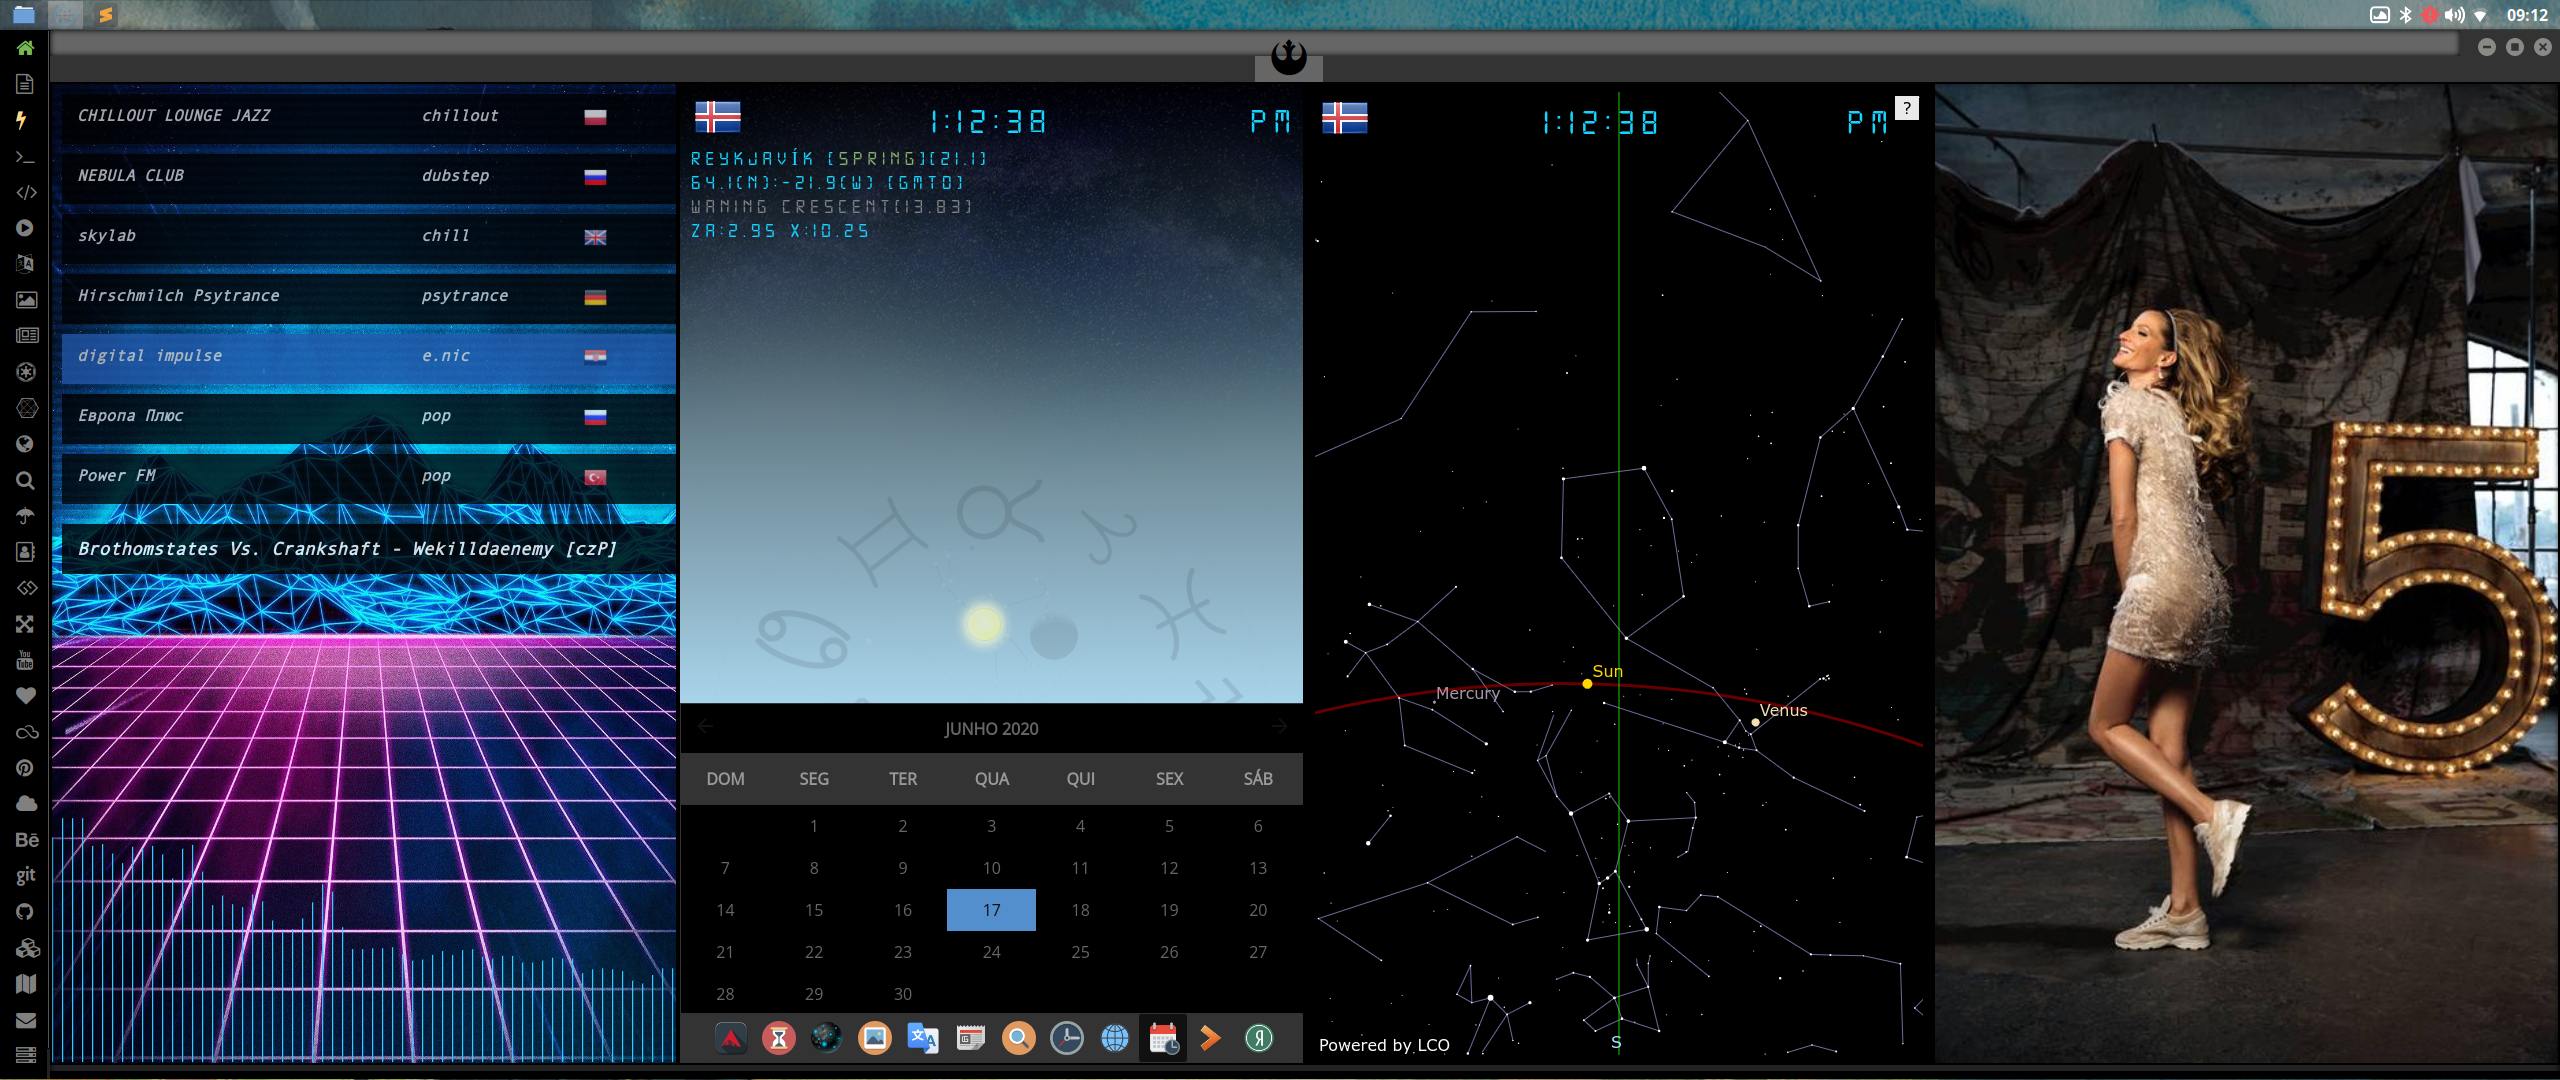 09:12
CHILLOUT LOUNGE JAZZ chillout
NEBULA CLUB dubstep
skylab chill
Hirschmilch Psytrance psytrance
digital impulse e.nic
Европа Плюс pop
Power FM pop
Brothomstates Vs. Crankshaft - Wekilldaenemy [czP]
You
Tube
Bē
git
1:12:38 PM
REYKJAVÍK [SPRING][21.1]
64.1(N):-21.9(W) [GMT0]
WANING CRESCENT[13.83]
ZA:2.95 X:10.25
JUNHO 2020
DOM SEG TER QUA QUI SEX SÁB
1 2 3 4 5 6
7 8 9 10 11 12 13
14 15 16 17 18 19 20
21 22 23 24 25 26 27
28 29 30
1:12:38 PM ?
Sun
Mercury
Venus
Powered by LCO S
5